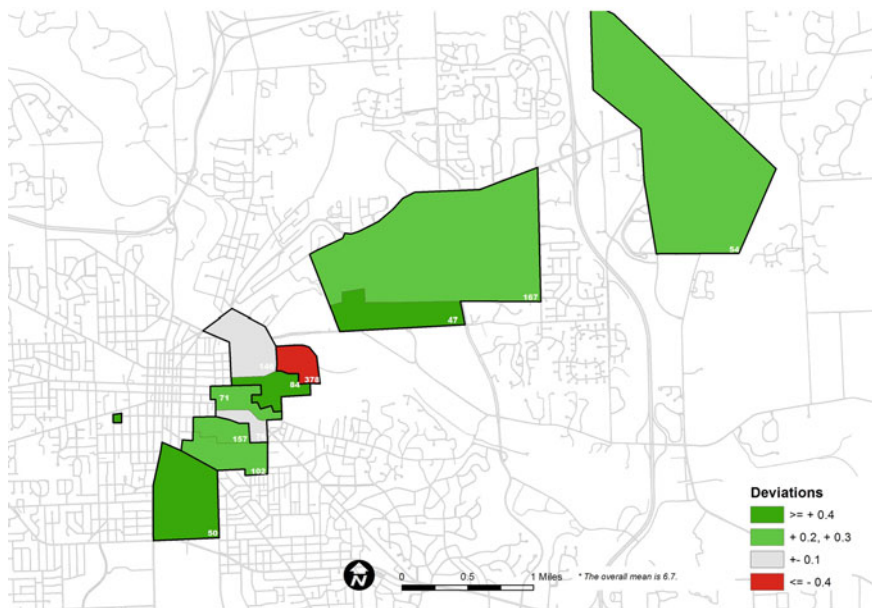 54
167
47
378
84
71
157
102
50
Deviations
>= + 0.4
+ 0.2, + 0.3
+- 0.1
<= - 0.4
N
0 0.5 1 Miles * The overall mean is 6.7.